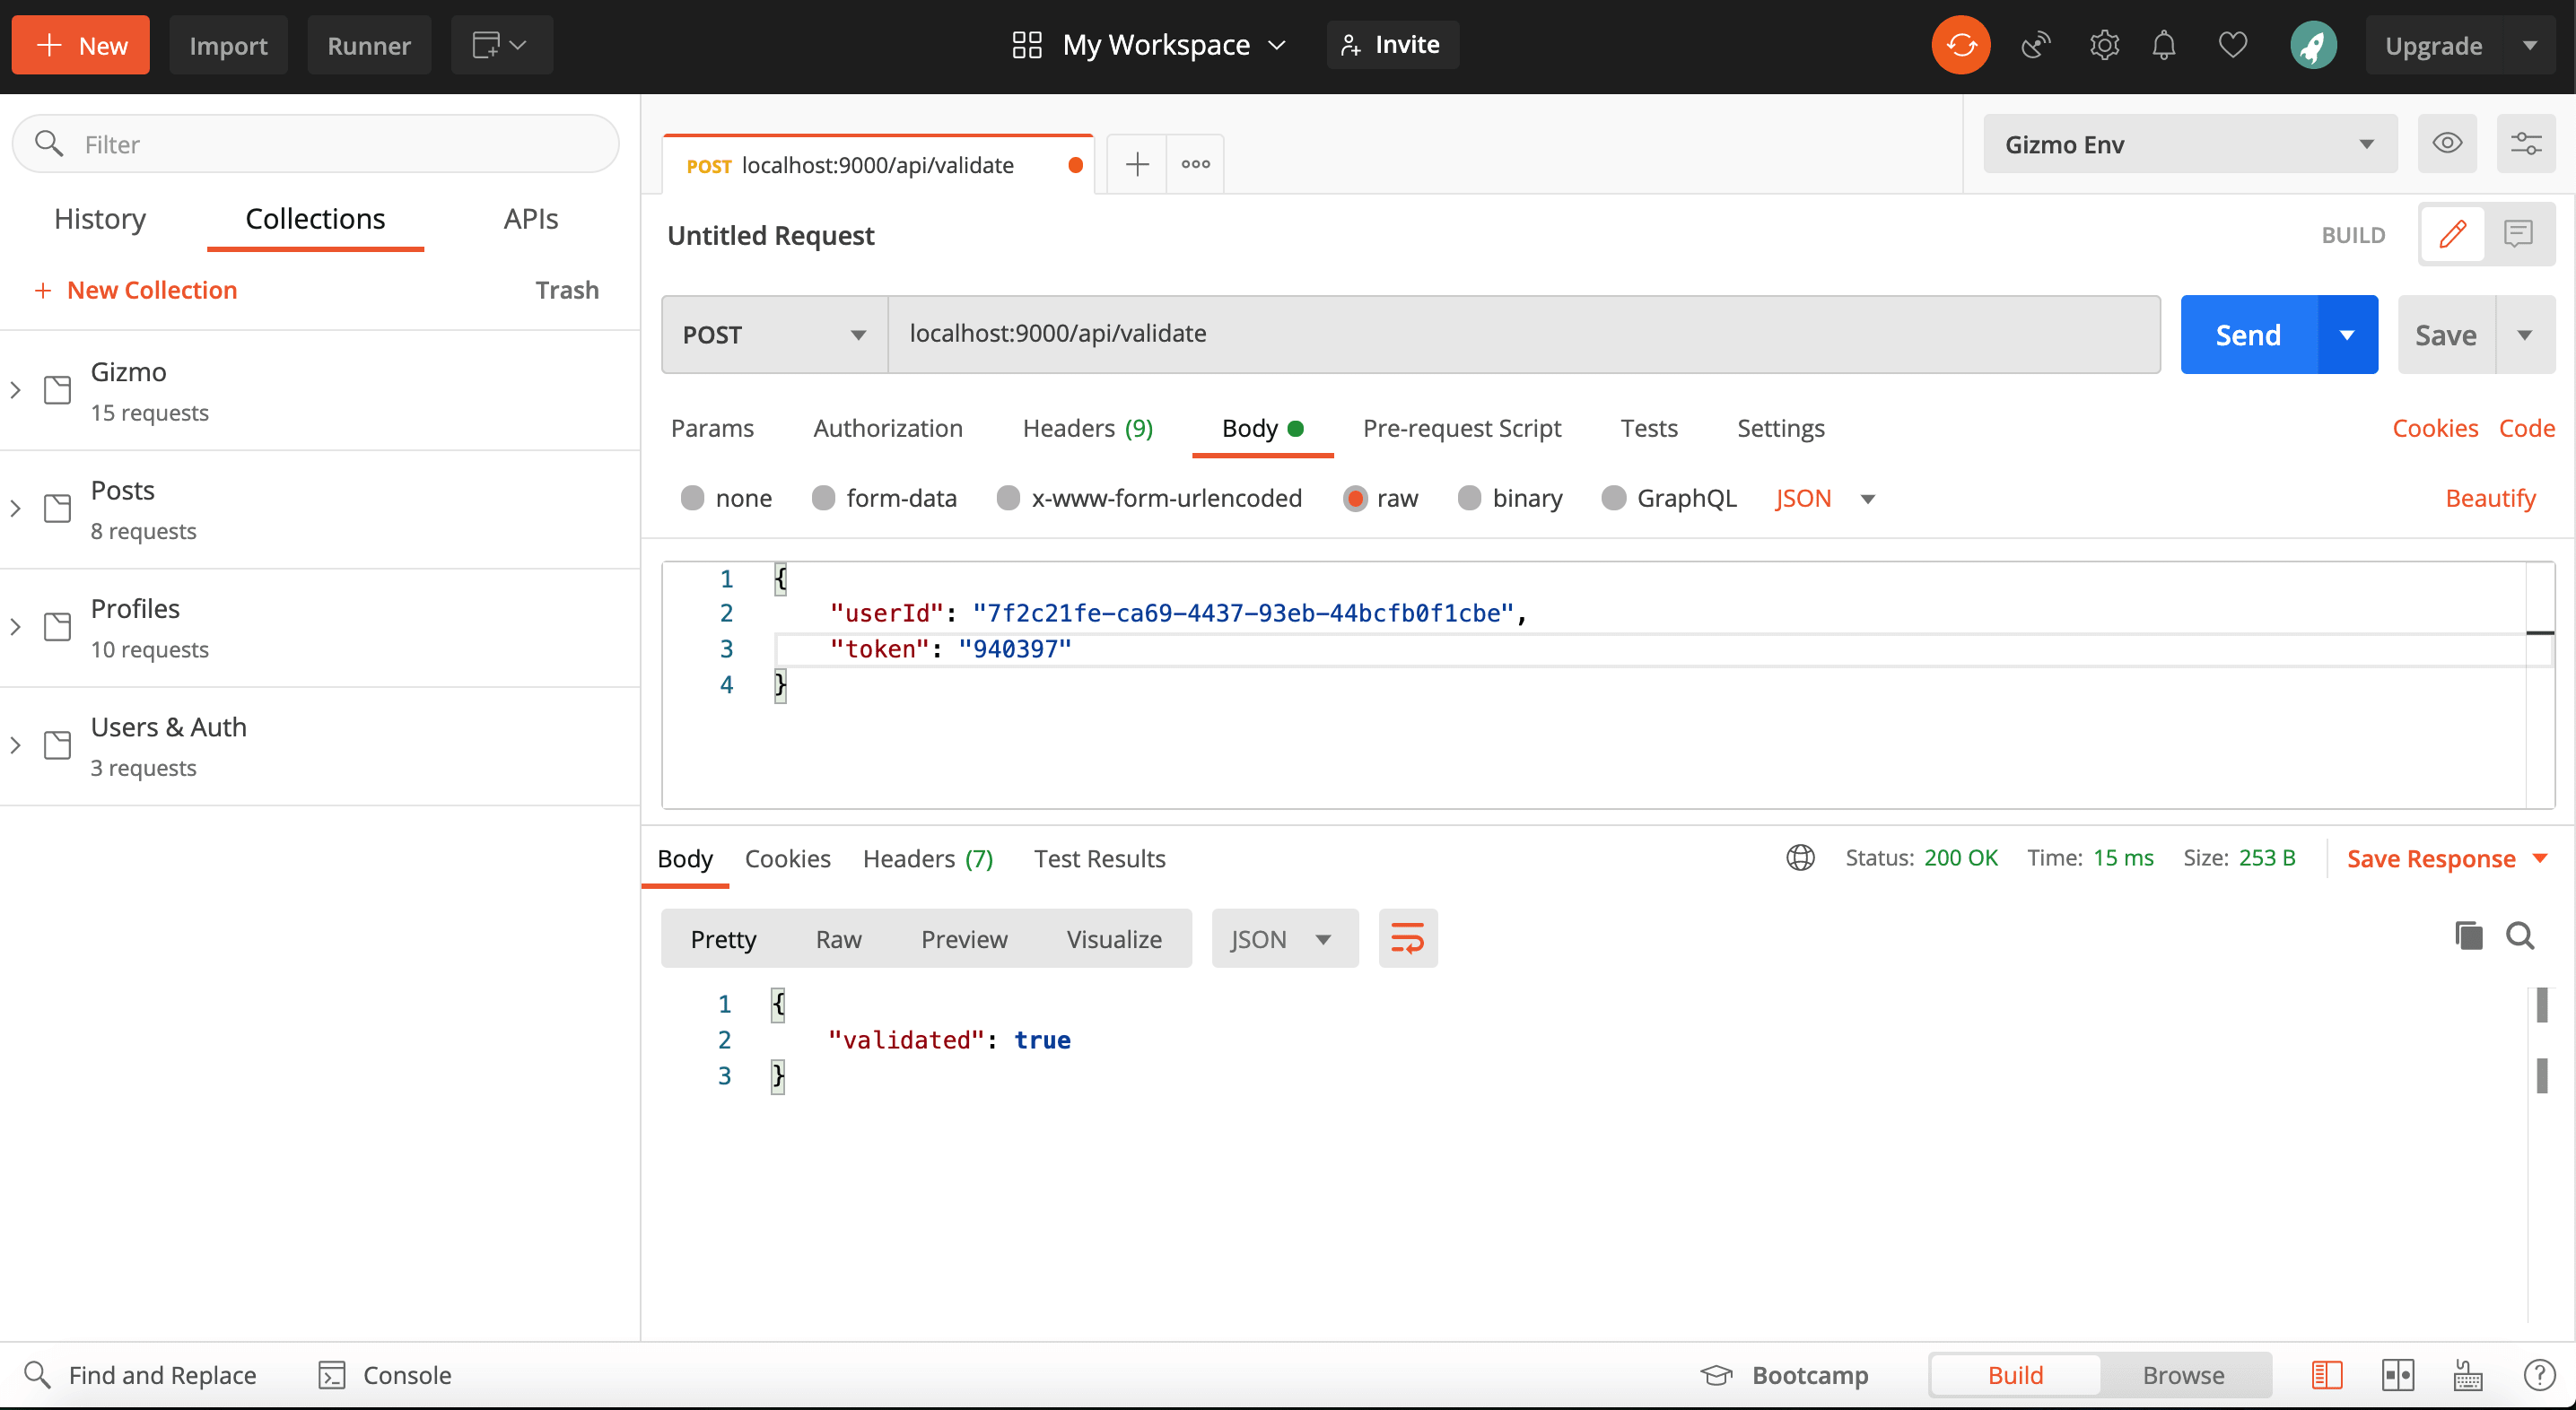 New Import Runner My Workspace Invite Upgrade
Filter
History Collections APIs
+ New Collection Trash
Gizmo
15 requests
Posts
8 requests
Profiles
10 requests
Users & Auth
3 requests
POST localhost:9000/api/validate
Gizmo Env
Untitled Request
BUILD
POST localhost:9000/api/validate Send Save
Params Authorization Headers (9) Body Pre-request Script Tests Settings Cookies Code
none form-data x-www-form-urlencoded raw binary GraphQL JSON Beautify
1 {
2 "userId": "7f2c21fe-ca69-4437-93eb-44bcfb0f1cbe",
3 "token": "940397"
4 }
Body Cookies Headers (7) Test Results Status: 200 OK Time: 15 ms Size: 253 B Save Response
Pretty Raw Preview Visualize JSON
1 {
2 "validated": true
3 }
Find and Replace Console Bootcamp Build Browse